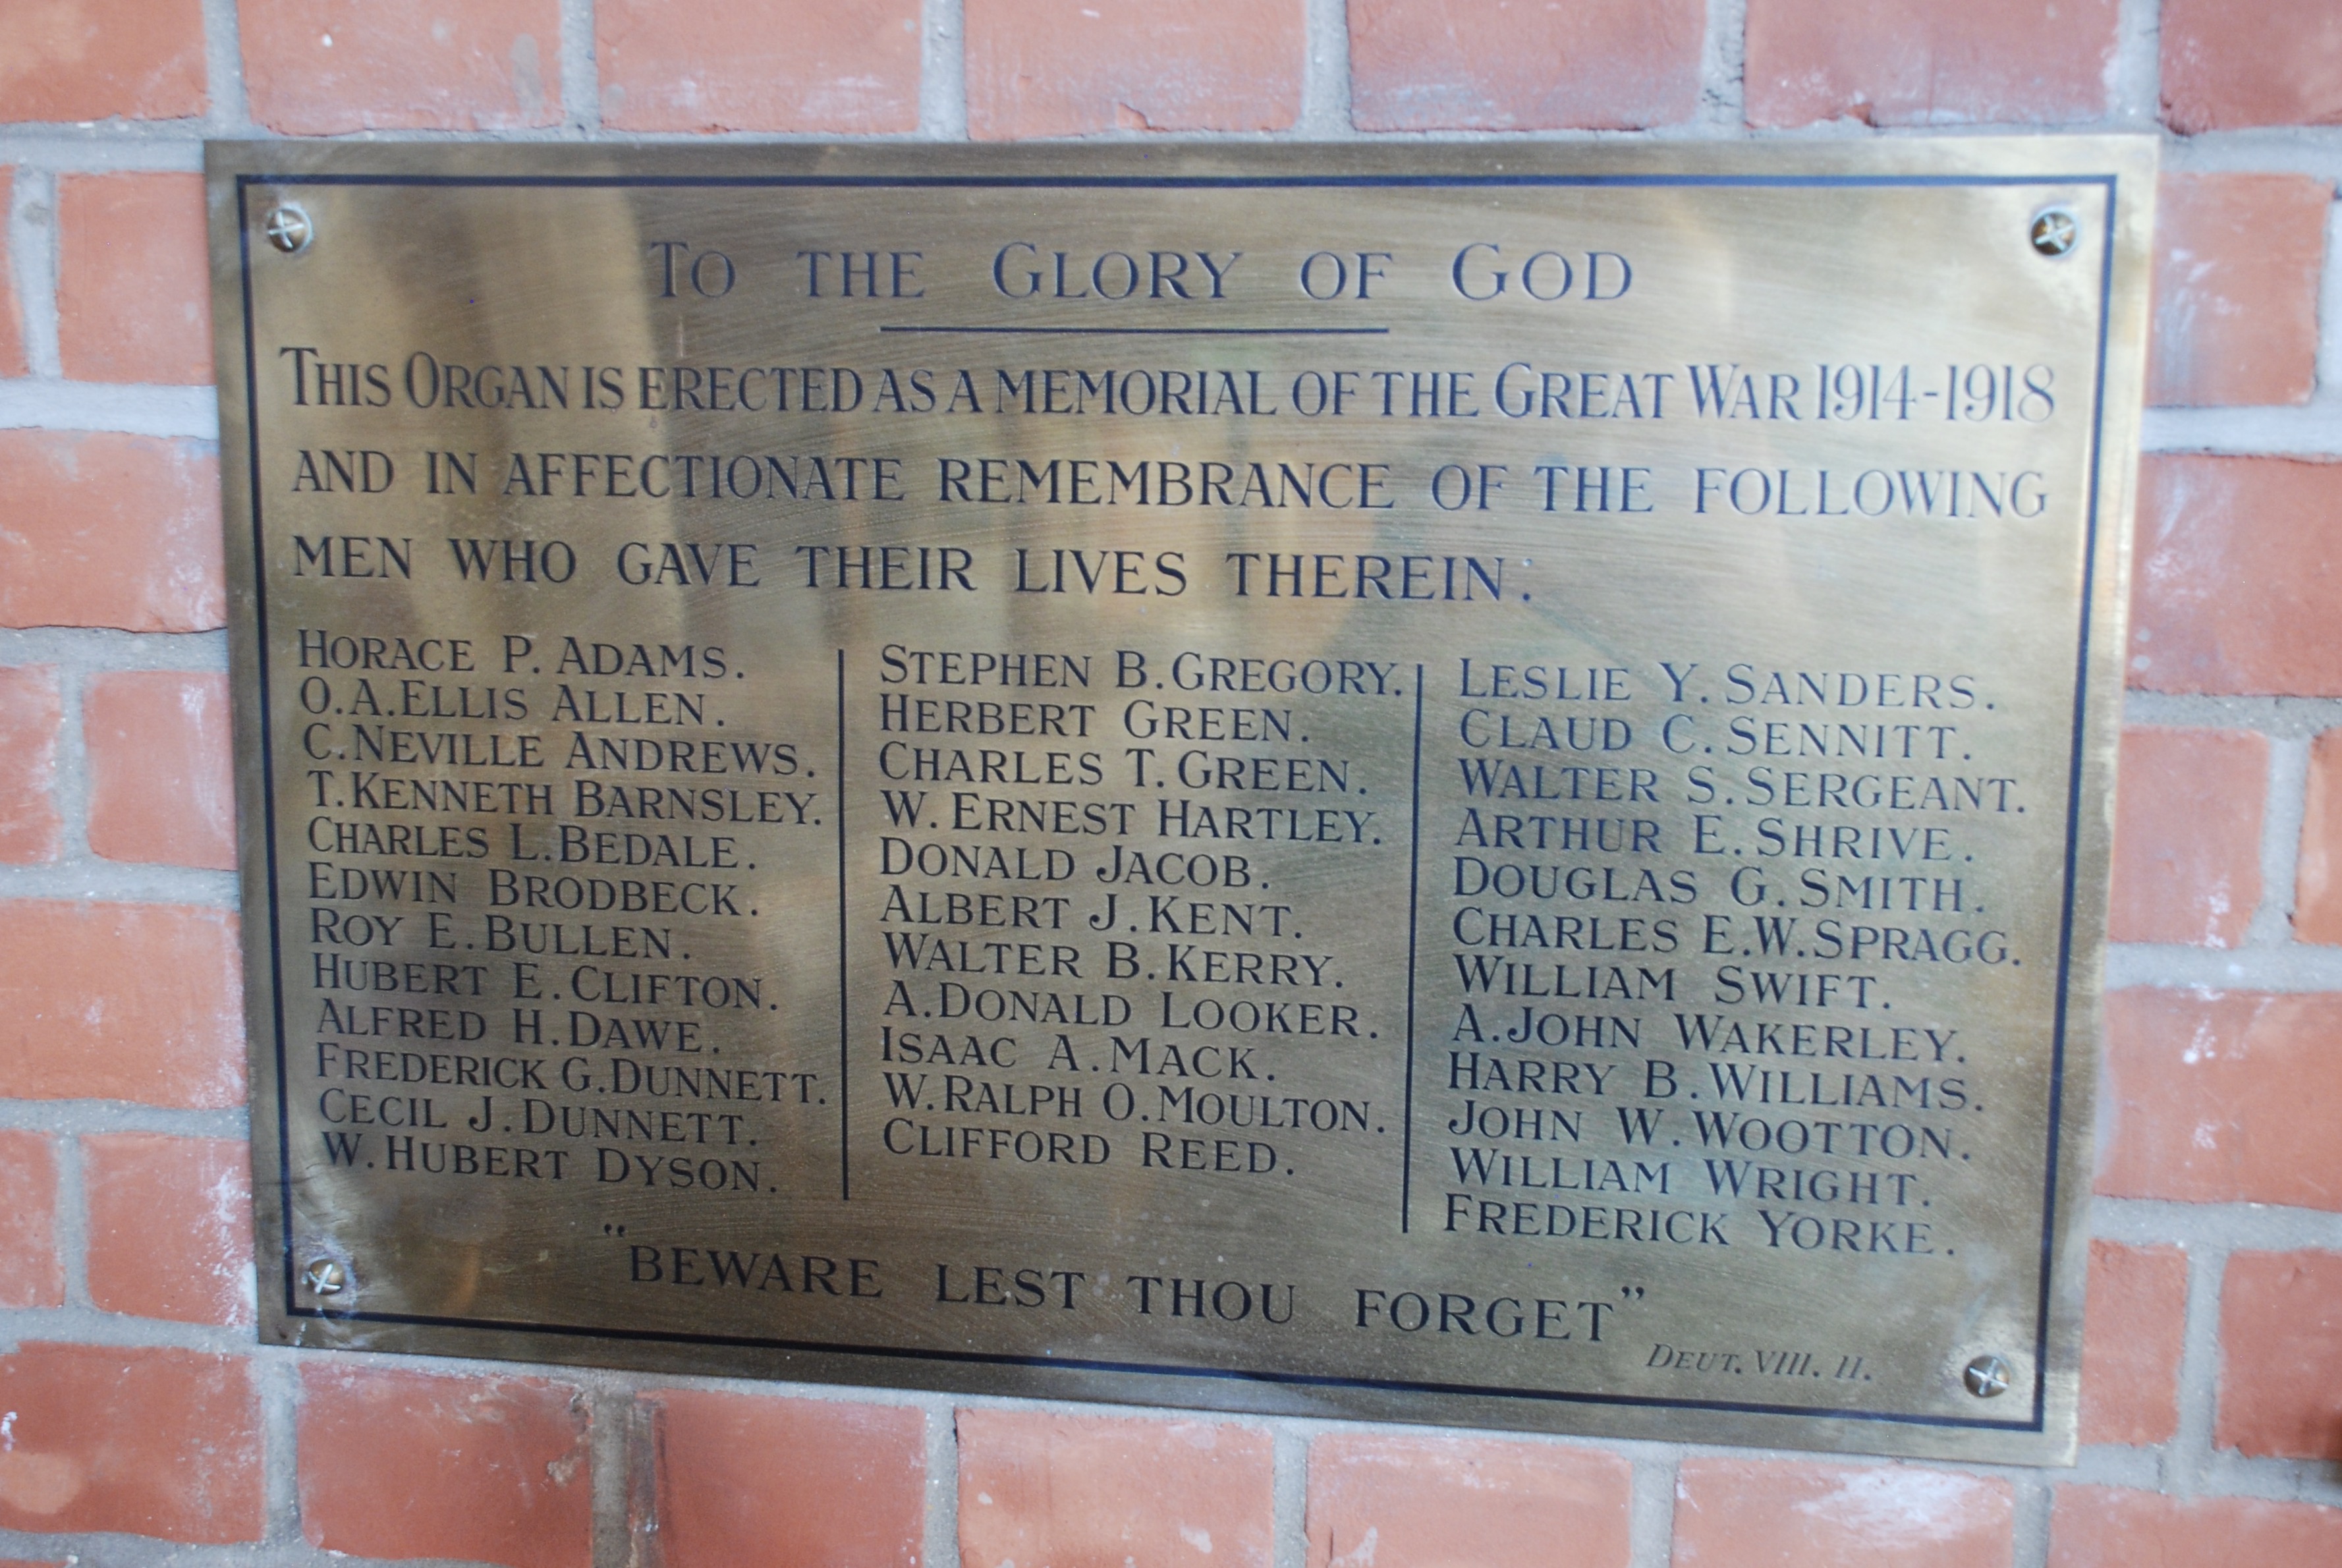 TO THE GLORY OF GOD
THIS ORGAN IS ERECTED AS A MEMORIAL OF THE GREAT WAR 1914-1918
AND IN AFFECTIONATE REMEMBRANCE OF THE FOLLOWING
MEN WHO GAVE THEIR LIVES THEREIN.
HORACE P. ADAMS.
O.A. ELLIS ALLEN.
C. NEVILLE ANDREWS.
T. KENNETH BARNSLEY.
CHARLES L. BEDALE.
EDWIN BRODBECK.
ROY E. BULLEN.
HUBERT E. CLIFTON.
ALFRED H. DAWE.
FREDERICK G. DUNNETT.
CECIL J. DUNNETT.
W. HUBERT DYSON.
STEPHEN B. GREGORY.
HERBERT GREEN.
CHARLES T. GREEN.
W. ERNEST HARTLEY.
DONALD JACOB.
ALBERT J. KENT.
WALTER B. KERRY.
A. DONALD LOOKER.
ISAAC A. MACK.
W. RALPH O. MOULTON.
CLIFFORD REED.
LESLIE Y. SANDERS.
CLAUD C. SENNITT.
WALTER S. SERGEANT.
ARTHUR E. SHRIVE.
DOUGLAS G. SMITH.
CHARLES E.W. SPRAGG.
WILLIAM SWIFT.
A. JOHN WAKERLEY.
HARRY B. WILLIAMS.
JOHN W. WOOTTON.
WILLIAM WRIGHT.
FREDERICK YORKE.
"BEWARE LEST THOU FORGET"
DEUT. VIII. 11.